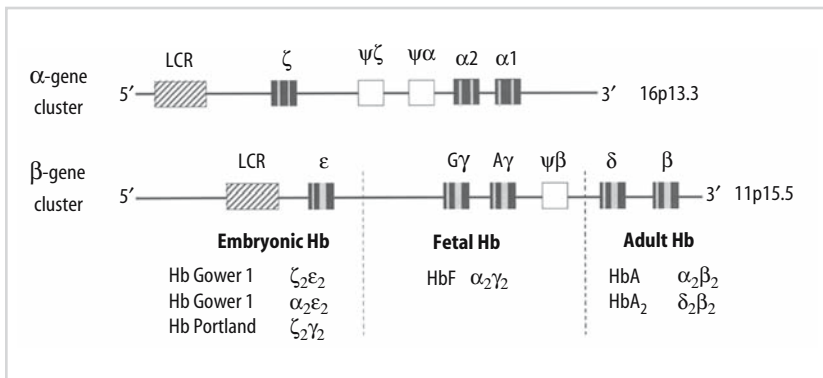 LCR ζ ψζ ψα α2 α1
α-gene cluster 5′ 3′ 16p13.3
LCR ε Gγ Aγ ψβ δ β
β-gene cluster 5′ 3′ 11p15.5
Embryonic Hb Fetal Hb Adult Hb
Hb Gower 1 ζ₂ε₂ HbF α₂γ₂ HbA α₂β₂
Hb Gower 1 α₂ε₂ HbA₂ δ₂β₂
Hb Portland ζ₂γ₂